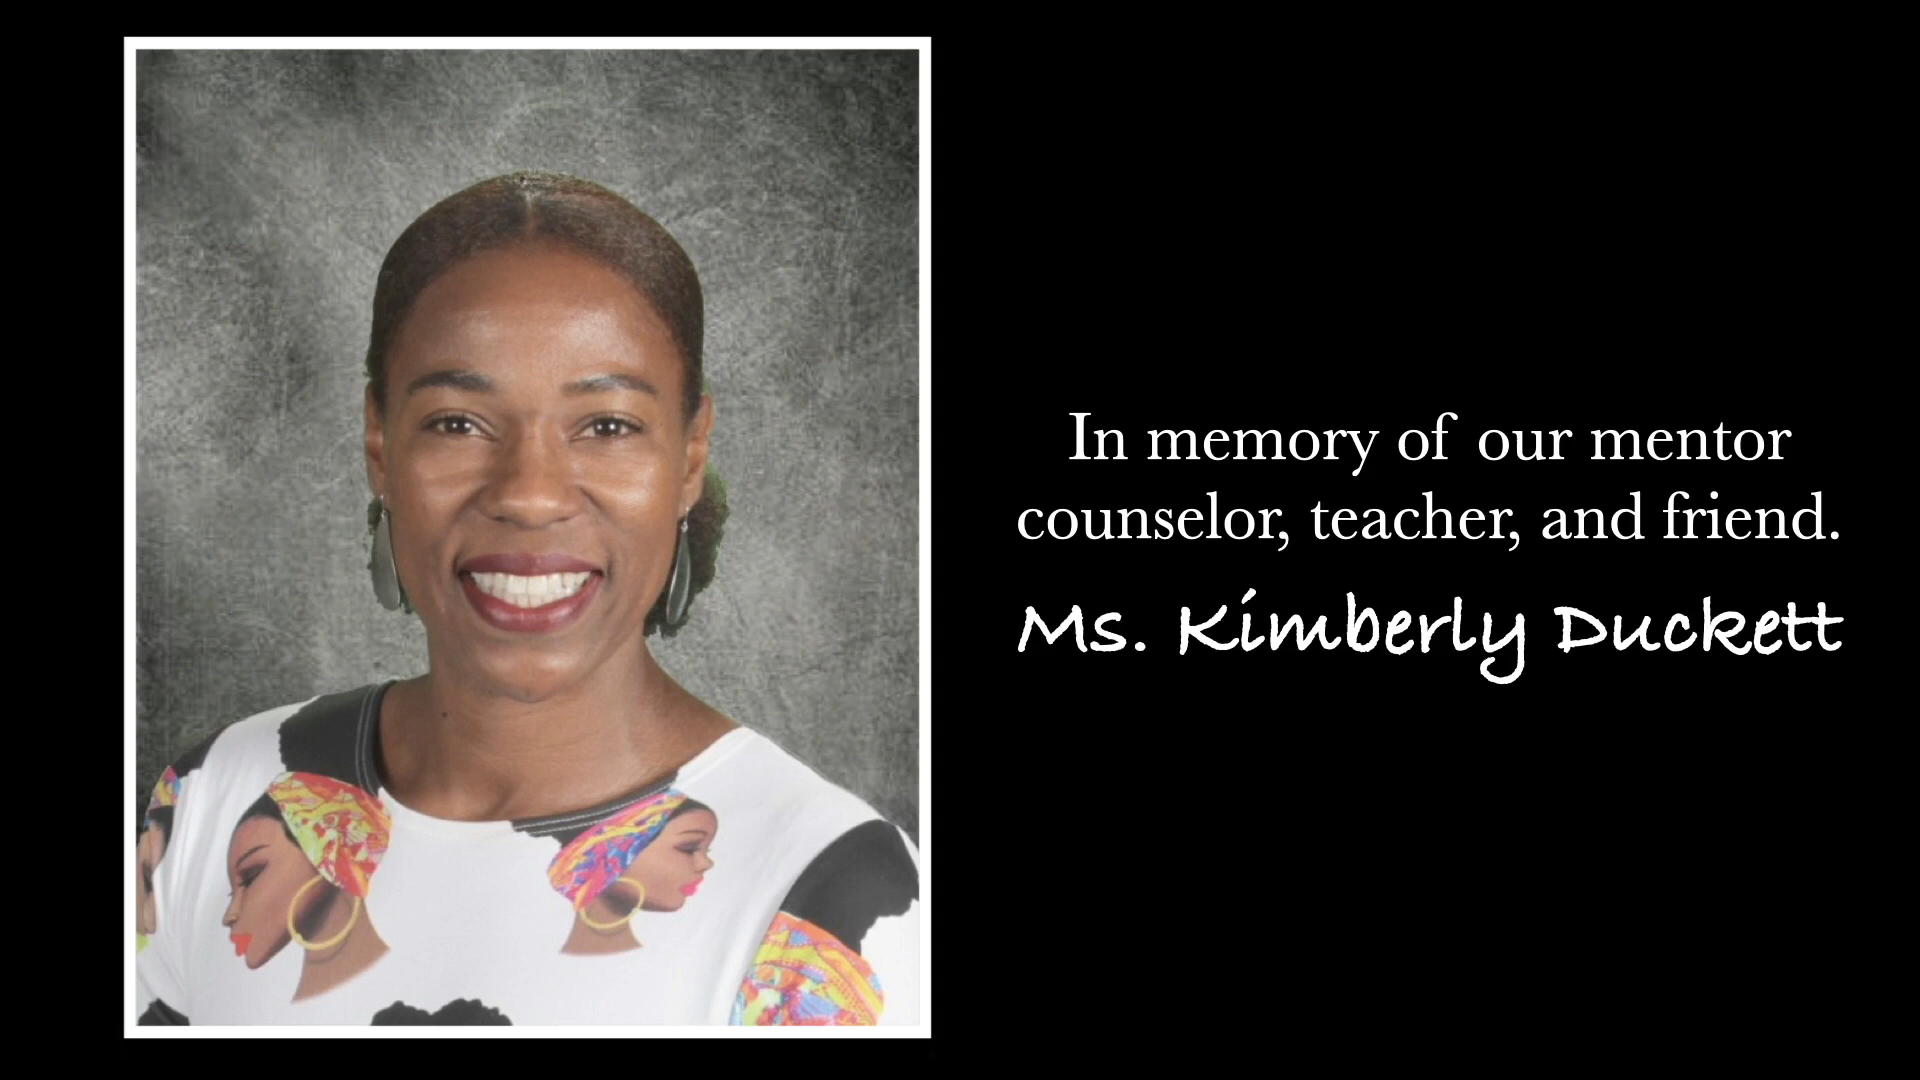 In memory of our mentor
counselor, teacher, and friend.
Ms. Kimberly Duckett